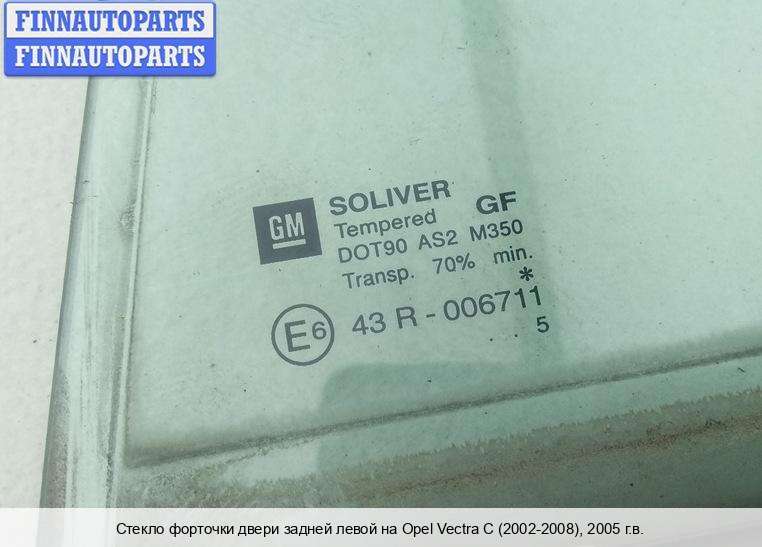 FINNAUTOPARTS
FINNAUTOPARTS
GM
SOLIVER
Tempered GF
DOT90 AS2 M350
Transp. 70% min.
*
E6 43 R - 006711
5
Стекло форточки двери задней левой на Opel Vectra C (2002-2008), 2005 г.в.